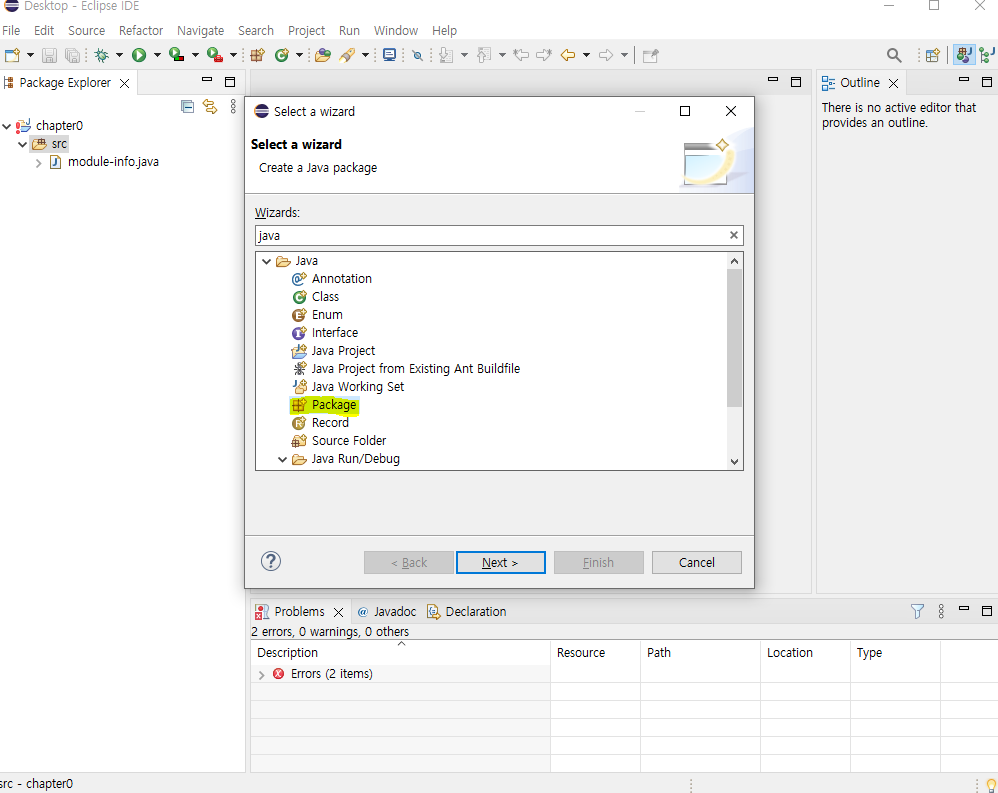 Desktop - Eclipse IDE
File Edit Source Refactor Navigate Search Project Run Window Help
Package Explorer
chapter0
src
module-info.java
Select a wizard
Select a wizard
Create a Java package
Wizards:
java
Java
Annotation
Class
Enum
Interface
Java Project
Java Project from Existing Ant Buildfile
Java Working Set
Package
Record
Source Folder
Java Run/Debug
< Back
Next >
Finish
Cancel
Outline
There is no active editor that
provides an outline.
Problems
@ Javadoc
Declaration
2 errors, 0 warnings, 0 others
Description Resource Path Location Type
Errors (2 items)
src - chapter0